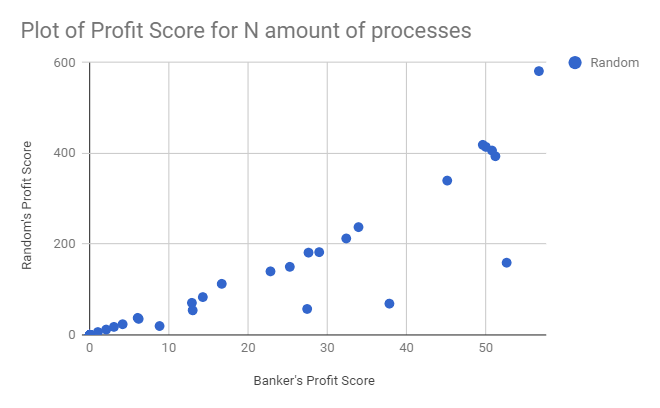 Plot of Profit Score for N amount of processes
Random
600
400
200
0
Random's Profit Score
0 10 20 30 40 50
Banker's Profit Score